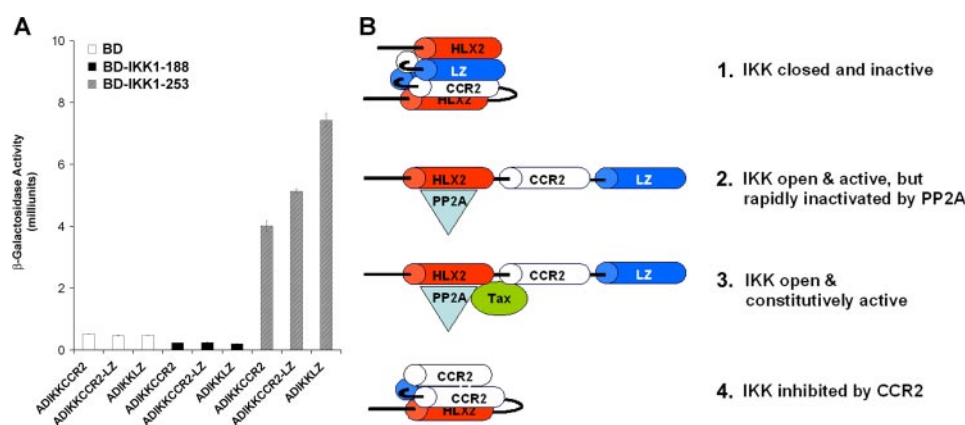 A
BD
BD-IKK1-188
BD-IKK1-253
β-Galactosidase Activity
(milliunits)
10
8
6
4
2
0
ADIKKCCR2
ADIKKCCR2-LZ
ADIKKLZ
ADIKKCCR2
ADIKKCCR2-LZ
ADIKKLZ
ADIKKCCR2
ADIKKCCR2-LZ
ADIKKLZ
B
HLX2
LZ
CCR2
HLX2
1. IKK closed and inactive
HLX2
CCR2
LZ
PP2A
2. IKK open & active, but
rapidly inactivated by PP2A
HLX2
CCR2
LZ
PP2A
Tax
3. IKK open &
constitutively active
CCR2
CCR2
HLX2
4. IKK inhibited by CCR2